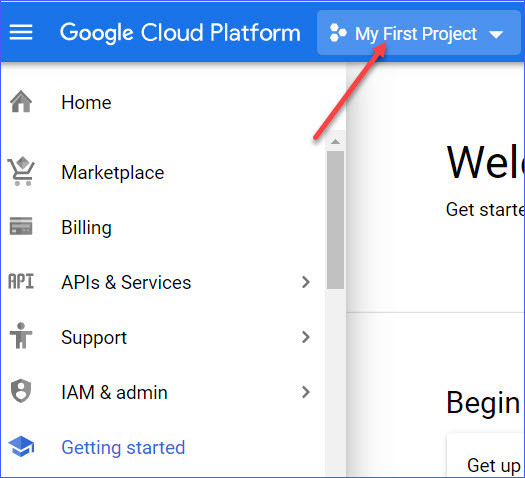 Google Cloud Platform
My First Project
Home
Marketplace
Billing
API APIs & Services
Support
IAM & admin
Getting started
Get starte
Begin
Get up